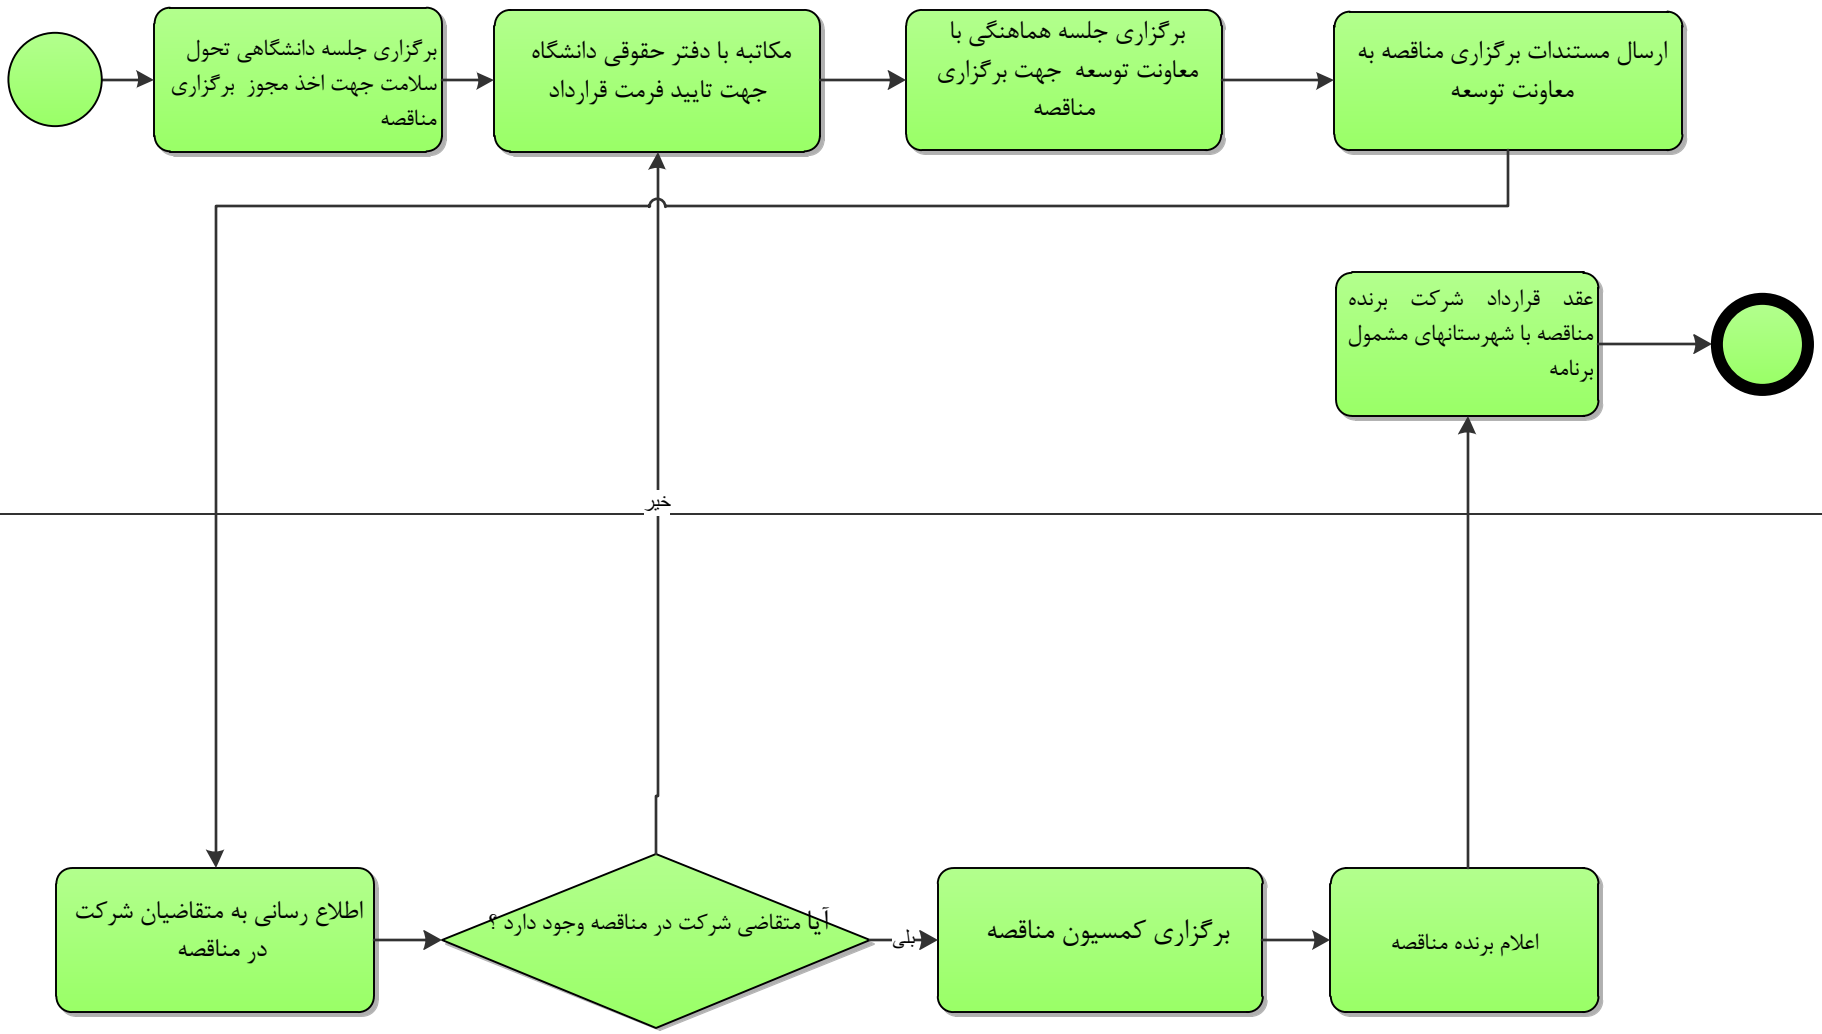 برگزاری جلسه دانشگاهی تحول
سلامت جهت اخذ مجوز برگزاری
مناقصه
مکاتبه با دفتر حقوقی دانشگاه
جهت تایید فرمت قرارداد
برگزاری جلسه هماهنگی با
معاونت توسعه جهت برگزاری
مناقصه
ارسال مستندات برگزاری مناقصه به
معاونت توسعه
عقد قرارداد شرکت برنده
مناقصه با شهرستانهای مشمول
برنامه
خیر
اطلاع رسانی به متقاضیان شرکت
در مناقصه
آیا متقاضی شرکت در مناقصه وجود دارد ؟
بلی
برگزاری کمسیون مناقصه
اعلام برنده مناقصه